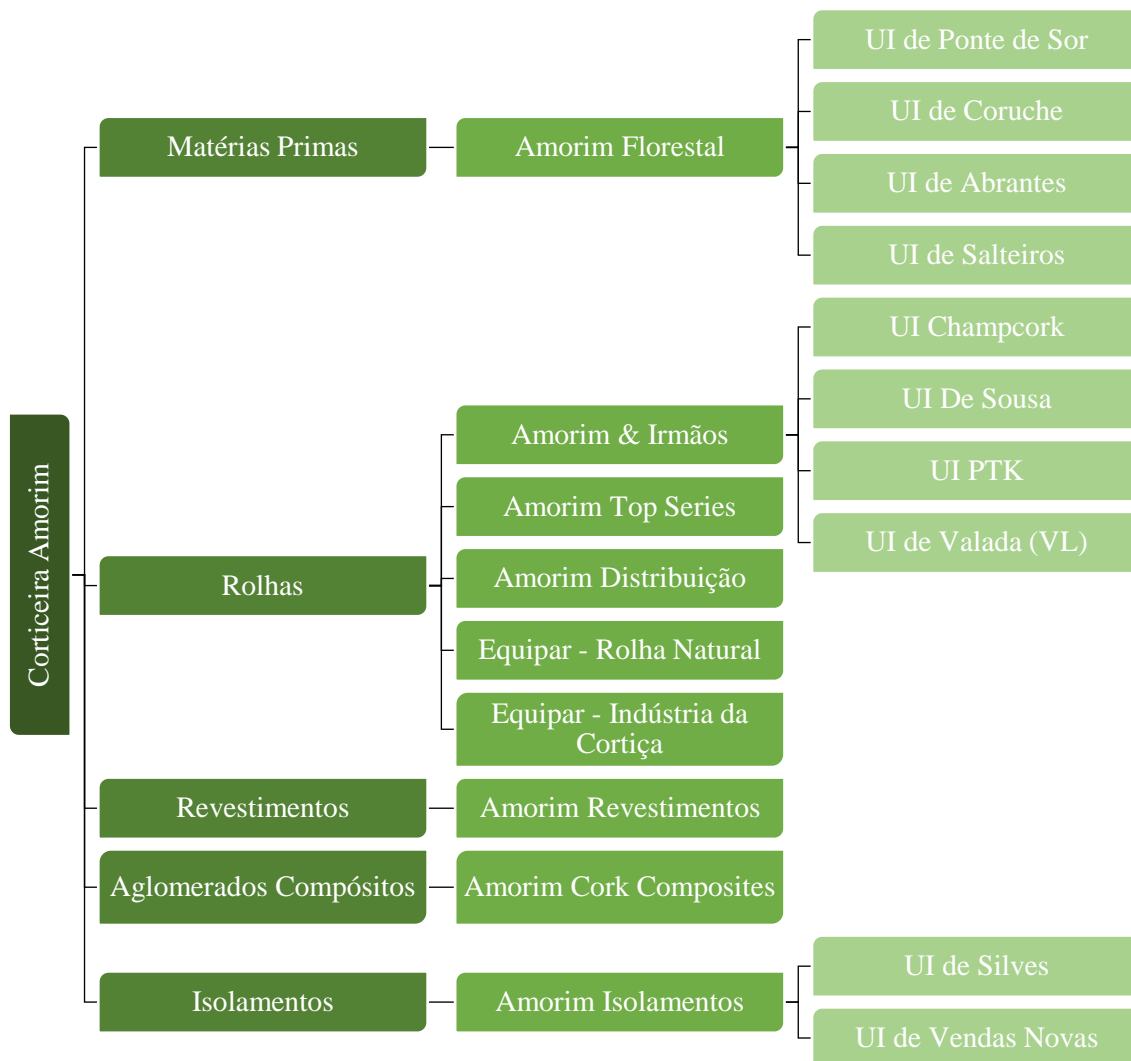 Corticeira Amorim
Matérias Primas
Amorim Florestal
UI de Ponte de Sor
UI de Coruche
UI de Abrantes
UI de Salteiros
Rolhas
Amorim & Irmãos
UI Champcork
UI De Sousa
UI PTK
UI de Valada (VL)
Amorim Top Series
Amorim Distribuição
Equipar - Rolha Natural
Equipar - Indústria da
Cortiça
Revestimentos
Amorim Revestimentos
Aglomerados Compósitos
Amorim Cork Composites
Isolamentos
Amorim Isolamentos
UI de Silves
UI de Vendas Novas